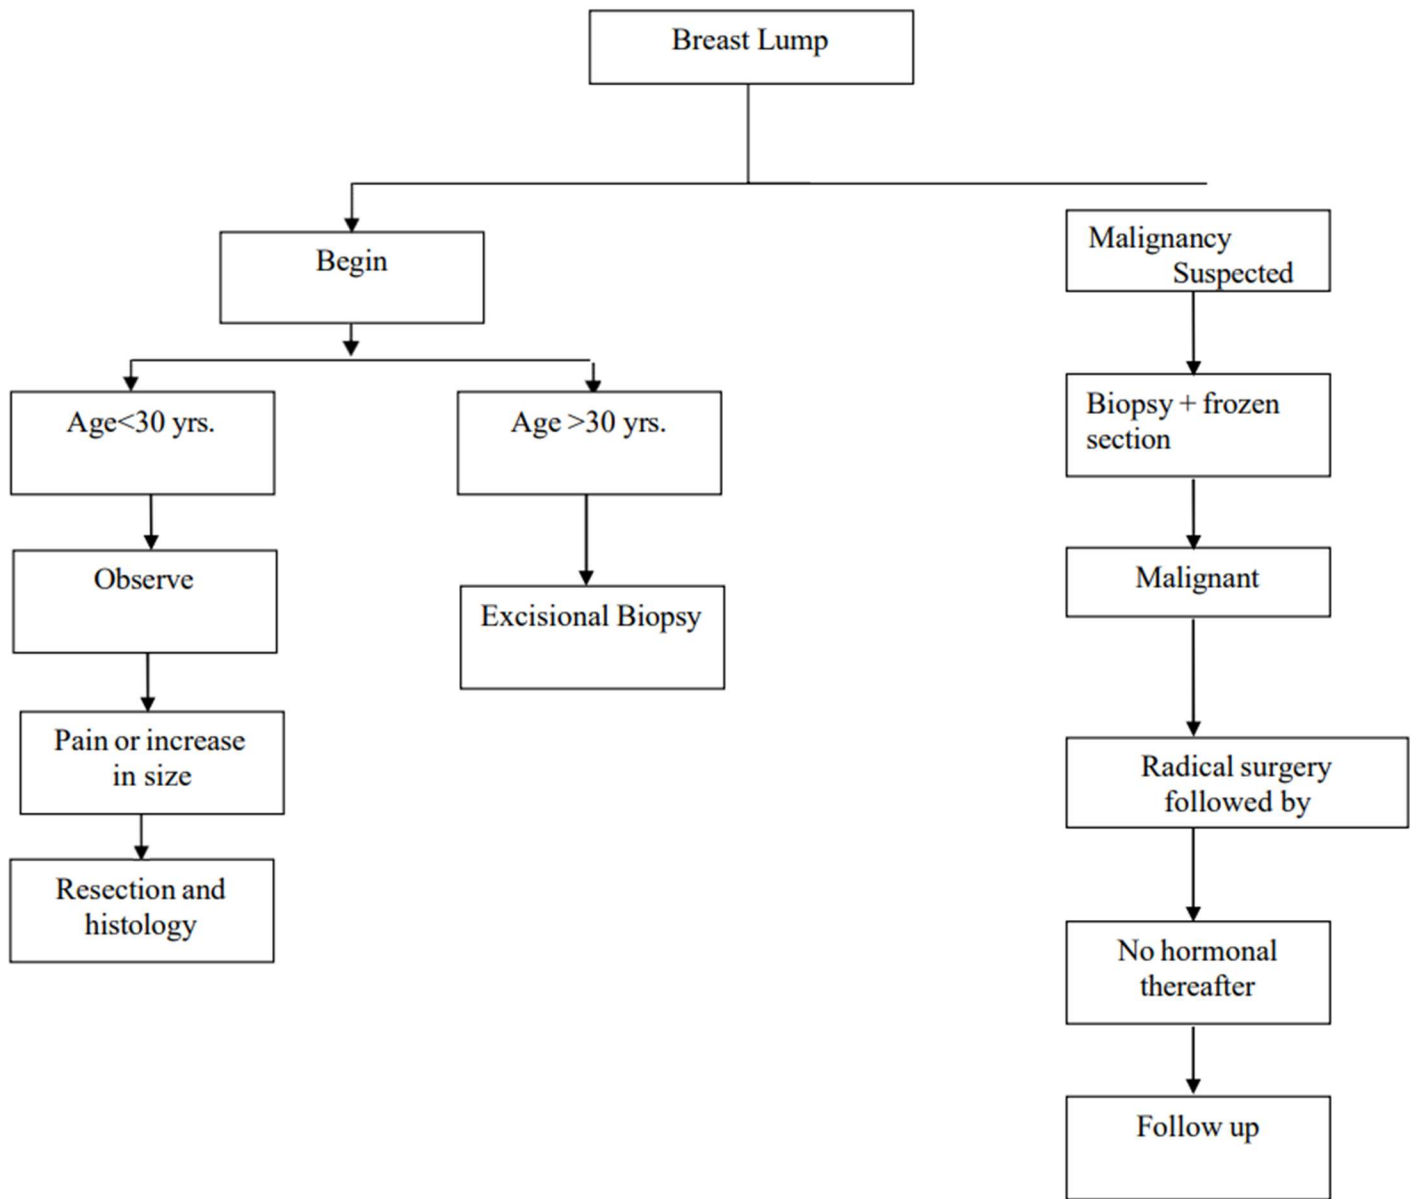 Breast Lump
Begin
Malignancy
Suspected
Age<30 yrs.
Age >30 yrs.
Biopsy + frozen
section
Observe
Excisional Biopsy
Malignant
Pain or increase
in size
Radical surgery
followed by
Resection and
histology
No hormonal
thereafter
Follow up